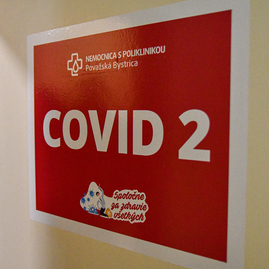 NEMOCNICA S POLIKLINIKOU
Považská Bystrica
COVID 2
Spoločne
za zdravie
všetkých